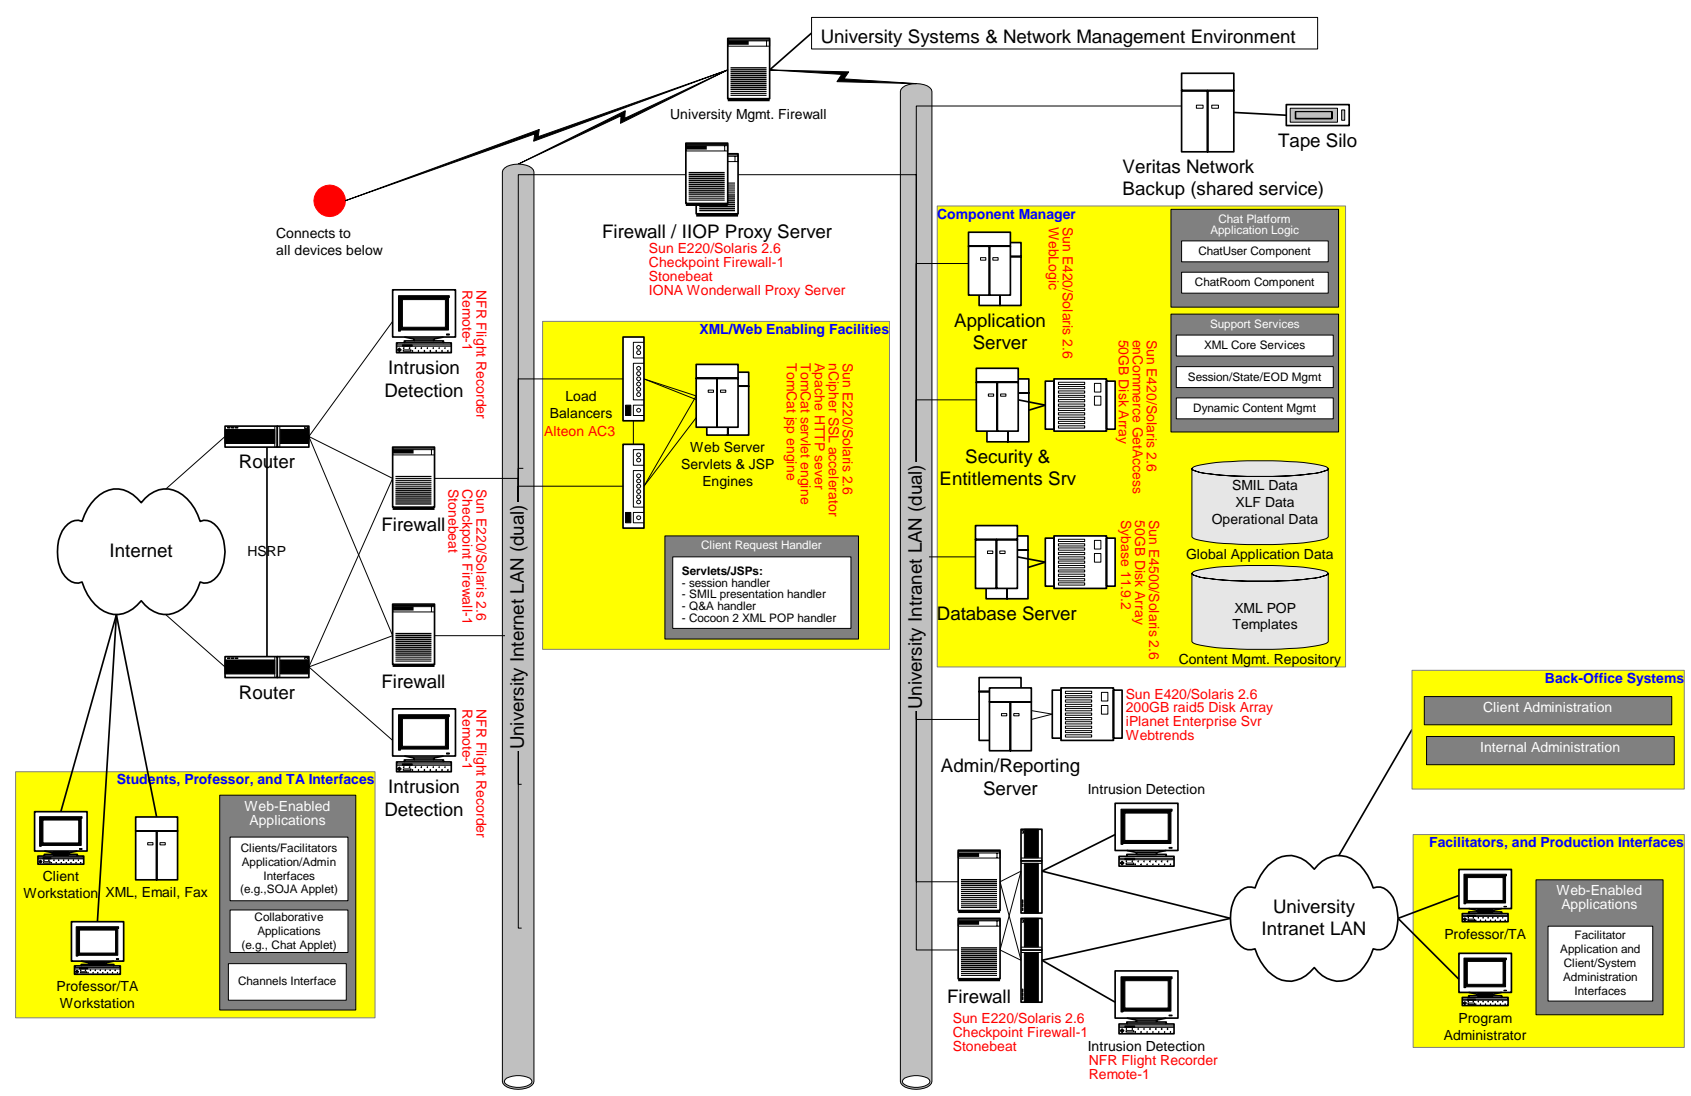 University Systems & Network Management Environment
University Mgmt. Firewall
Tape Silo
Veritas Network
Backup (shared service)
Connects to
all devices below
Firewall / IIOP Proxy Server
Sun E220/Solaris 2.6
Checkpoint Firewall-1
Stonebeat
IONA Wonderwall Proxy Server
NFR Flight Recorder
Remote-1
Intrusion
Detection
Router
Firewall
Sun E220/Solaris 2.6
Checkpoint Firewall-1
Stonebeat
Internet
HSRP
Router
Firewall
NFR Flight Recorder
Remote-1
Intrusion
Detection
Students, Professor, and TA Interfaces
Client
Workstation
XML, Email, Fax
Professor/TA
Workstation
Web-Enabled
Applications
Clients/Facilitators
Application/Admin
Interfaces
(e.g.,SOJA Applet)
Collaborative
Applications
(e.g., Chat Applet)
Channels Interface
University Internet LAN (dual)
XML/Web Enabling Facilities
Load
Balancers
Alteon AC3
Web Server
Servlets & JSP
Engines
Sun E220/Solaris 2.6
nCipher SSL accelerator
Apache HTTP sever
TomCat servlet engine
TomCat jsp engine
Client Request Handler
Servlets/JSPs:
- session handler
- SMIL presentation handler
- Q&A handler
- Cocoon 2 XML POP handler
University Intranet LAN (dual)
Component Manager
Application
Server
Sun E420/Solaris 2.6
WebLogic
Chat Platform
Application Logic
ChatUser Component
ChatRoom Component
Support Services
XML Core Services
Session/State/EOD Mgmt
Dynamic Content Mgmt
Security &
Entitlements Srv
Sun E420/Solaris 2.6
enCommerce GetAccess
50GB Disk Array
SMIL Data
XLF Data
Operational Data
Global Application Data
Database Server
Sun E4500/Solaris 2.6
50GB Disk Array
Sybase 11.9.2
XML POP
Templates
Content Mgmt. Repository
Admin/Reporting
Server
Sun E420/Solaris 2.6
200GB raid5 Disk Array
iPlanet Enterprise Svr
Webtrends
Intrusion Detection
Firewall
Sun E220/Solaris 2.6
Checkpoint Firewall-1
Stonebeat
Intrusion Detection
NFR Flight Recorder
Remote-1
University
Intranet LAN
Back-Office Systems
Client Administration
Internal Administration
Facilitators, and Production Interfaces
Professor/TA
Program
Administrator
Web-Enabled
Applications
Facilitator
Application and
Client/System
Administration
Interfaces